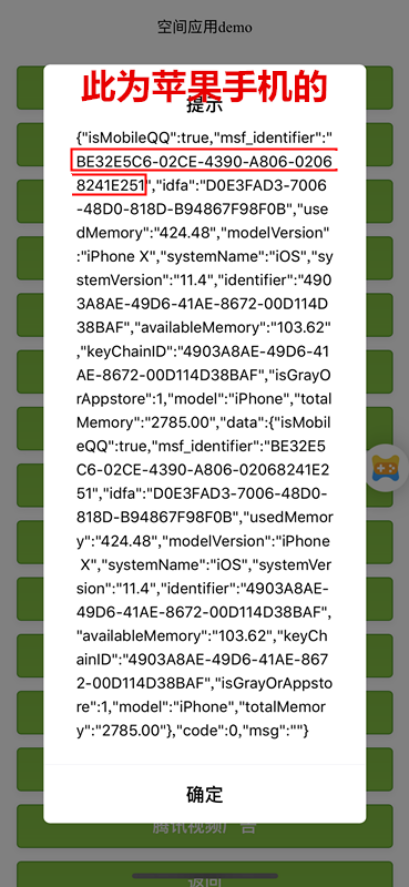 空间应用demo
此为苹果手机的
提示
{"isMobileQQ":true,"msf_identifier":"
BE32E5C6-02CE-4390-A806-0206
8241E251","idfa":"D0E3FAD3-7006
-48D0-818D-B94867F98F0B","use
dMemory":"424.48","modelVersion"
:"iPhone X","systemName":"iOS","sy
stemVersion":"11.4","identifier":"490
3A8AE-49D6-41AE-8672-00D114D
38BAF","availableMemory":"103.62"
,"keyChainID":"4903A8AE-49D6-41
AE-8672-00D114D38BAF","isGrayO
rAppstore":1,"model":"iPhone","total
Memory":"2785.00","data":{"isMobil
eQQ":true,"msf_identifier":"BE32E5
C6-02CE-4390-A806-02068241E2
51","idfa":"D0E3FAD3-7006-48D0-
818D-B94867F98F0B","usedMemor
y":"424.48","modelVersion":"iPhone
X","systemName":"iOS","systemVer
sion":"11.4","identifier":"4903A8AE-
49D6-41AE-8672-00D114D38BAF",
"availableMemory":"103.62","keyCh
ainID":"4903A8AE-49D6-41AE-867
2-00D114D38BAF","isGrayOrAppsto
re":1,"model":"iPhone","totalMemor
y":"2785.00"},"code":0,"msg":""}
确定
腾讯视频广告
返回